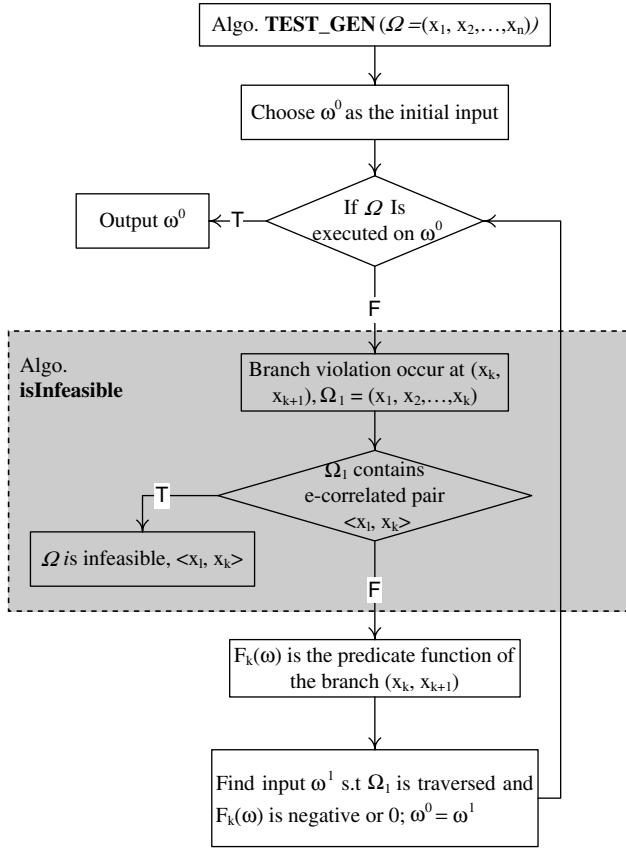 Algo. TEST_GEN (Ω =(x₁, x₂,…,xₙ))
Choose ω⁰ as the initial input
If Ω Is
executed on ω⁰
T
Output ω⁰
F
Algo.
isInfeasible
Branch violation occur at (xₖ,
xₖ₊₁), Ω₁ = (x₁, x₂,…,xₖ)
Ω₁ contains
e-correlated pair
<xₗ, xₖ>
T
Ω is infeasible, <xₗ, xₖ>
F
Fₖ(ω) is the predicate function of
the branch (xₖ, xₖ₊₁)
Find input ω¹ s.t Ω₁ is traversed and
Fₖ(ω) is negative or 0; ω⁰ = ω¹